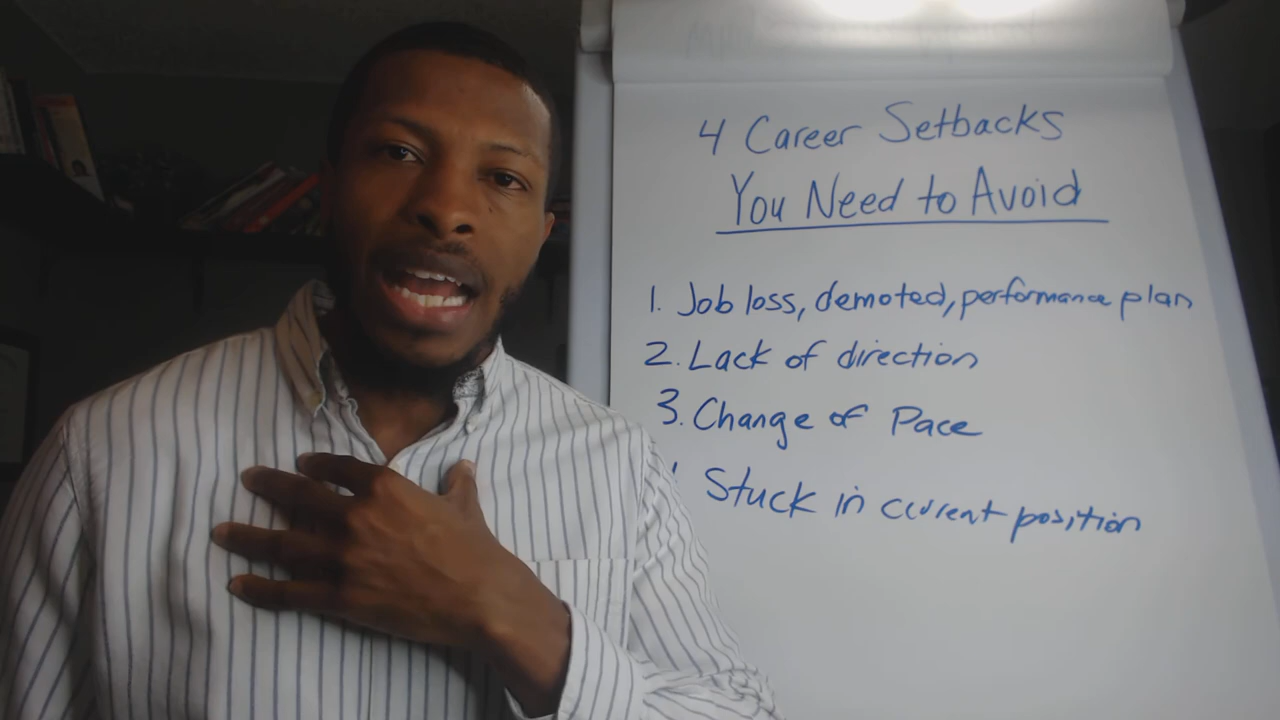 4 Career Setbacks
You Need to Avoid
1. Job loss, demoted, performance plan
2. Lack of direction
3. Change of Pace
Stuck in current position